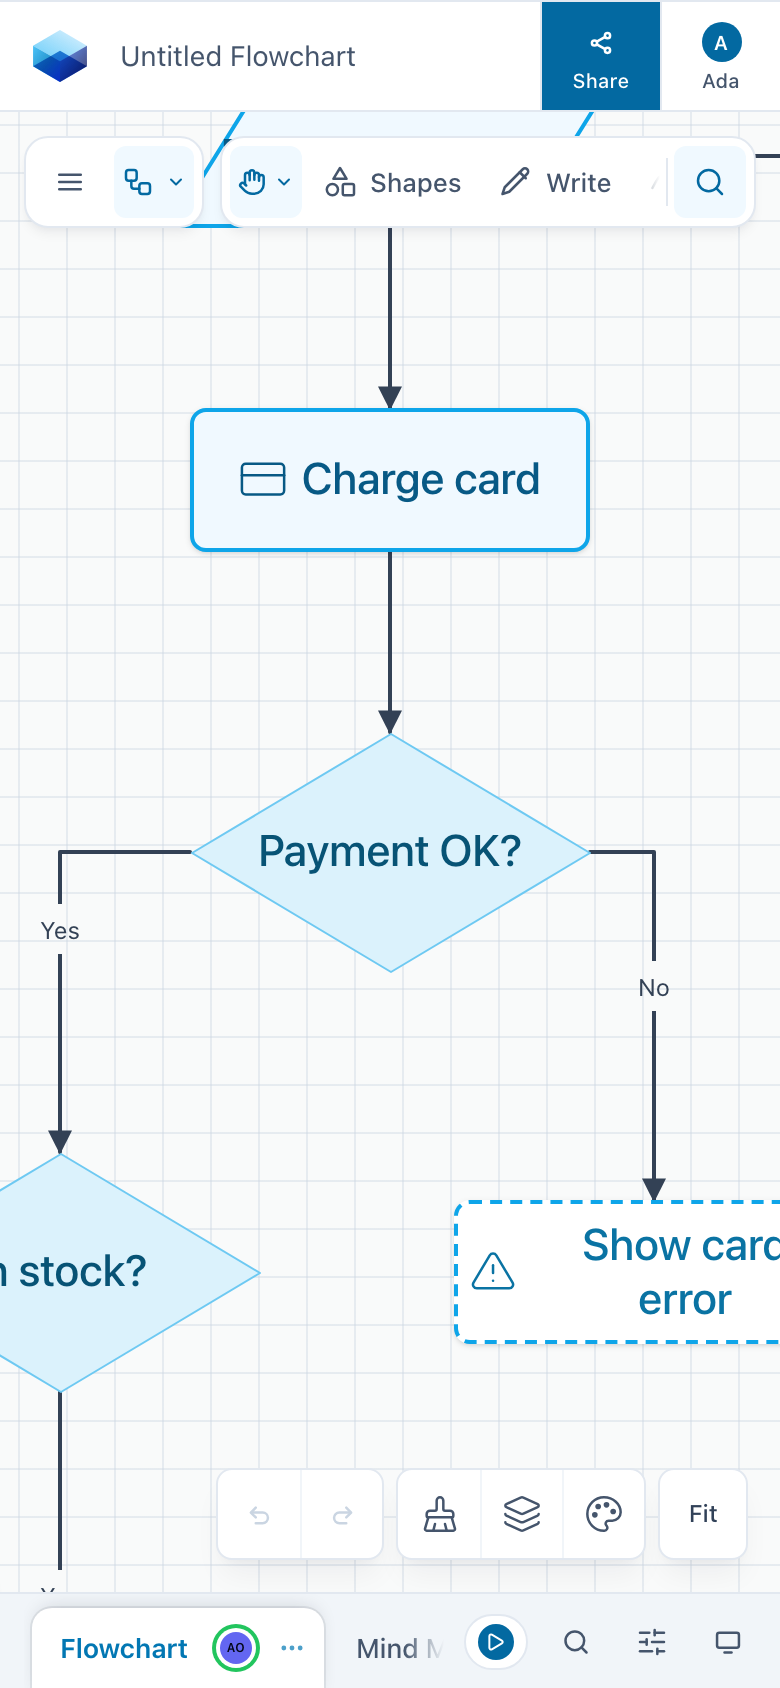 Untitled Flowchart
Share
A
Ada
Shapes
Write
Charge card
Payment OK?
Yes
No
stock?
Show card
error
Fit
Flowchart
AO
Mind